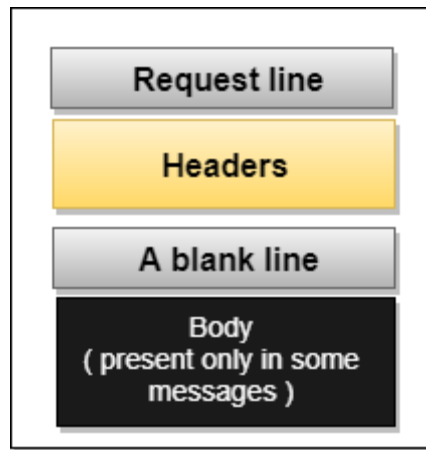 Request line
Headers
A blank line
Body
( present only in some
messages )